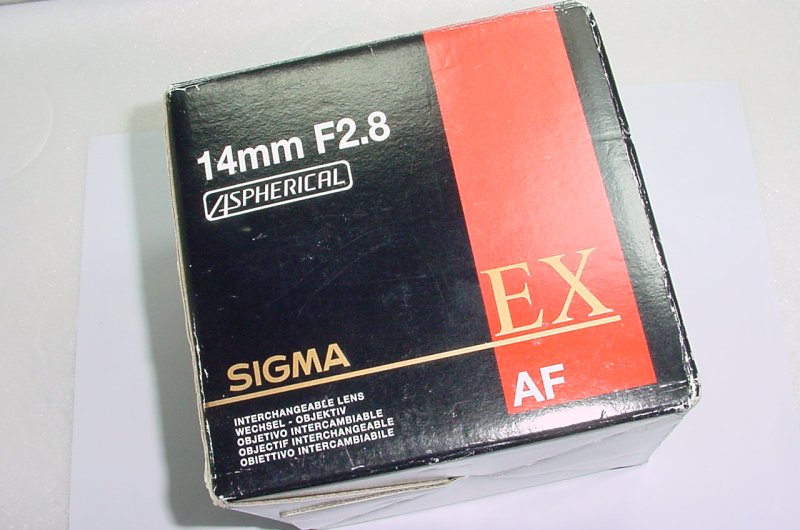 14mm F2.8
ASPHERICAL
EX
SIGMA
AF
INTERCHANGEABLE LENS
WECHSEL - OBJEKTIV
OBJETIVO INTERCAMBIABLE
OBJECTIF INTERCHANGEABLE
OBIETTIVO INTERCAMBIABILE